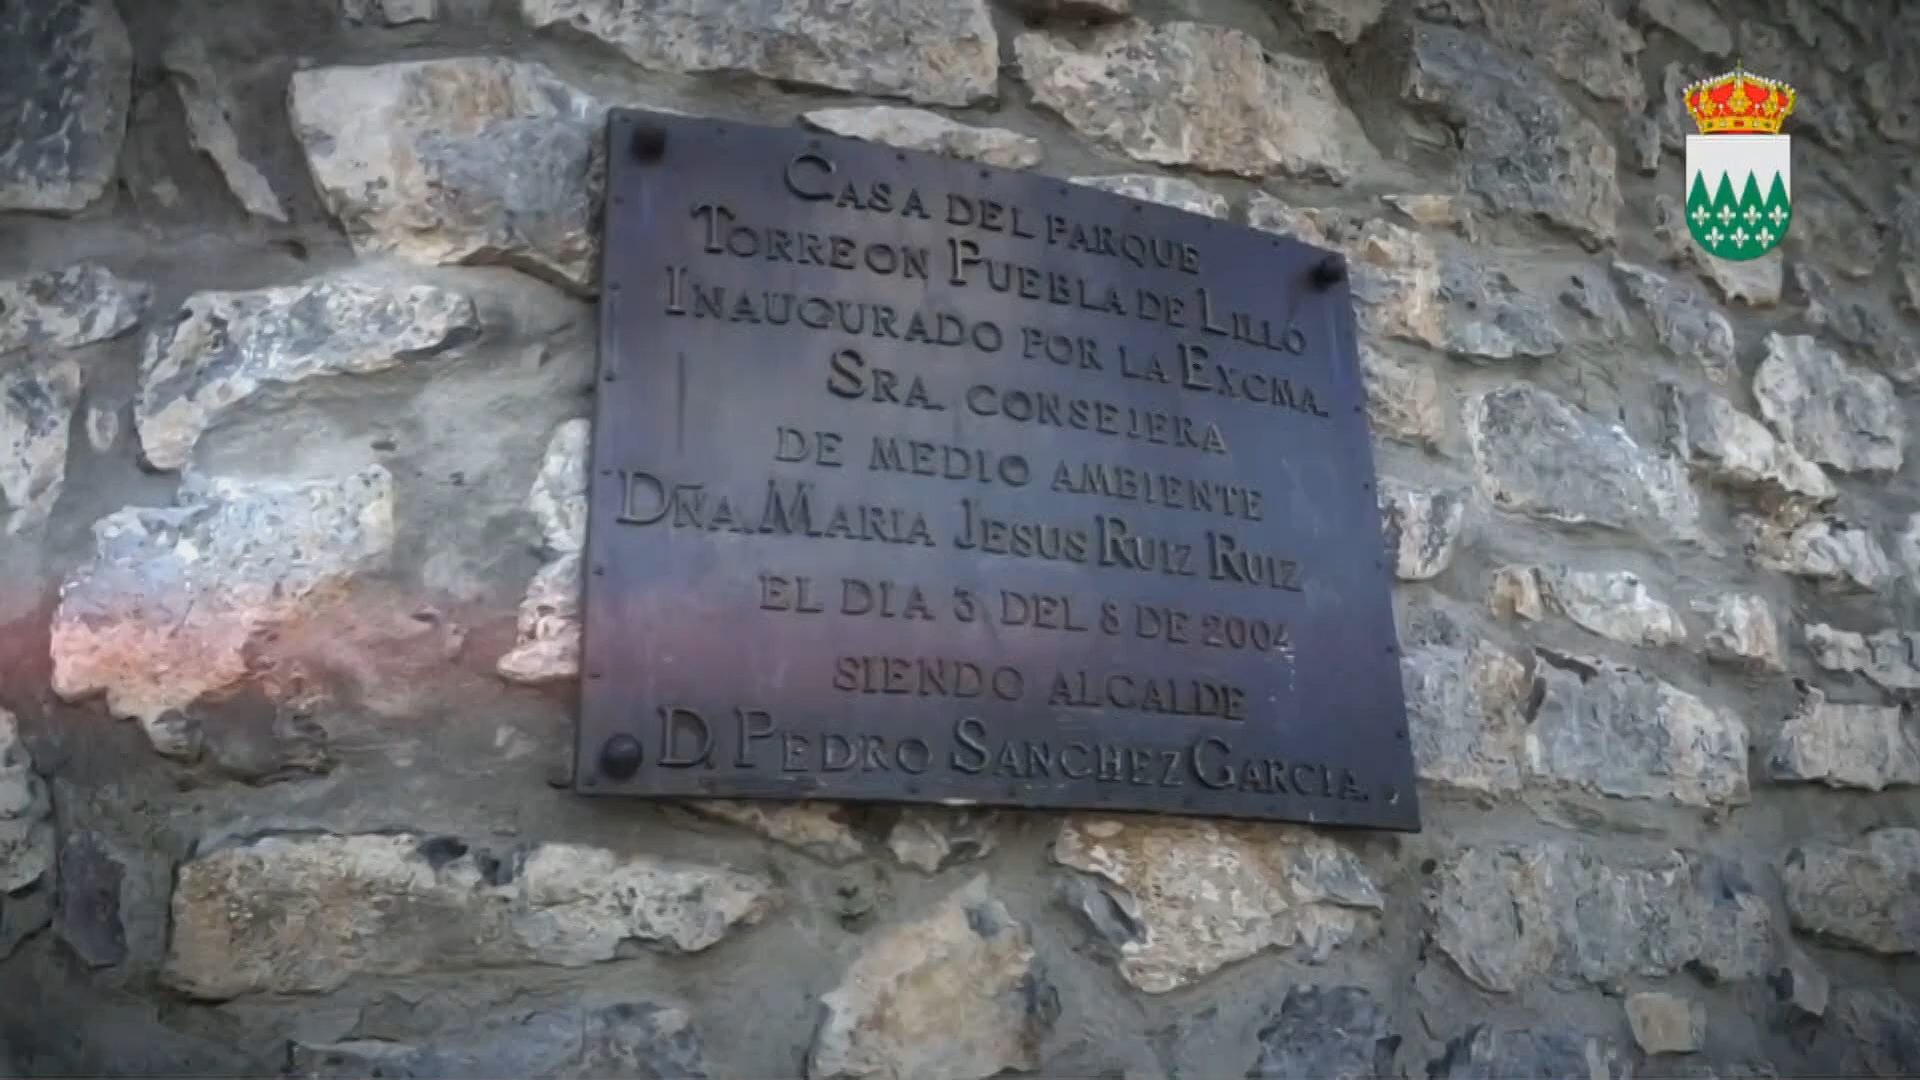 CASA DEL PARQUE
TORREON PUEBLA DE LILLO
INAUGURADO POR LA EXCMA.
SRA. CONSEJERA
DE MEDIO AMBIENTE
DÑA. MARIA JESUS RUIZ RUIZ
EL DIA 3 DEL 8 DE 2004
SIENDO ALCALDE
D. PEDRO SANCHEZ GARCIA.